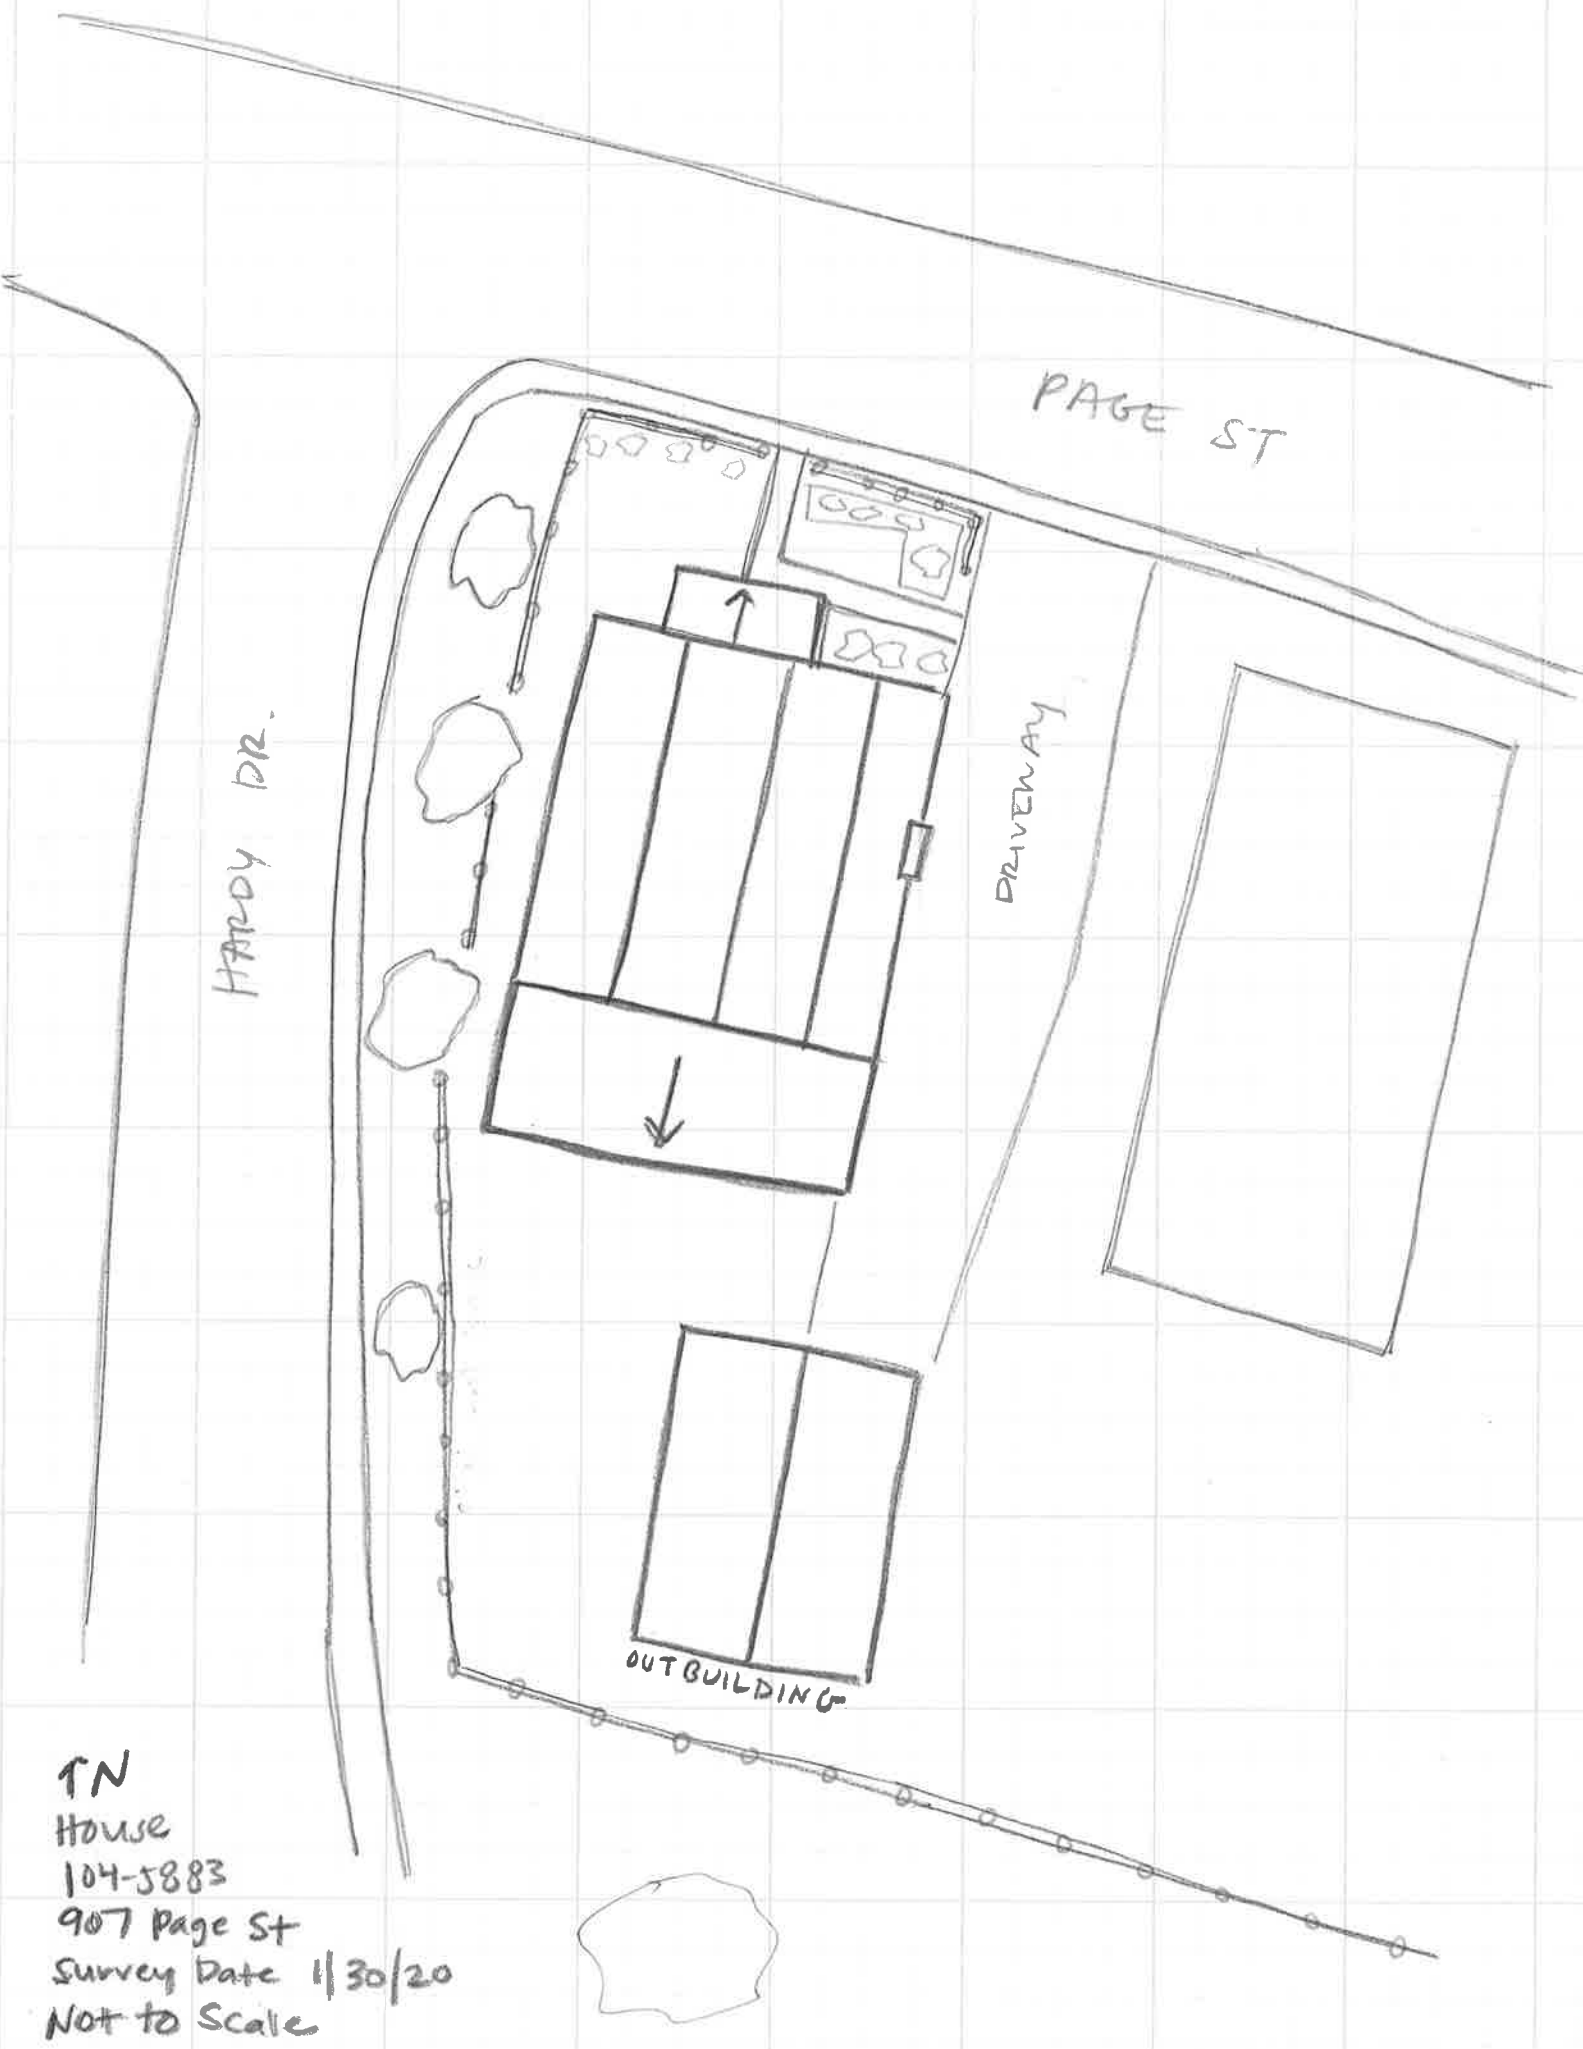 PAGE ST
HARDY DR.
DRIVEWAY
OUTBUILDING
↑N
House
104-5883
907 Page St
Survey Date 1/30/20
Not to Scale